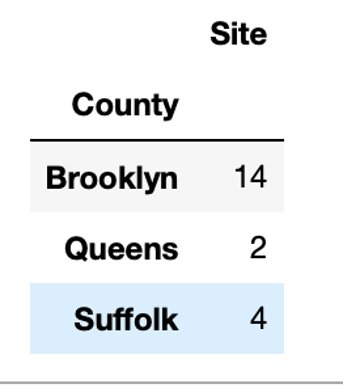 Site
County
Brooklyn 14
Queens 2
Suffolk 4